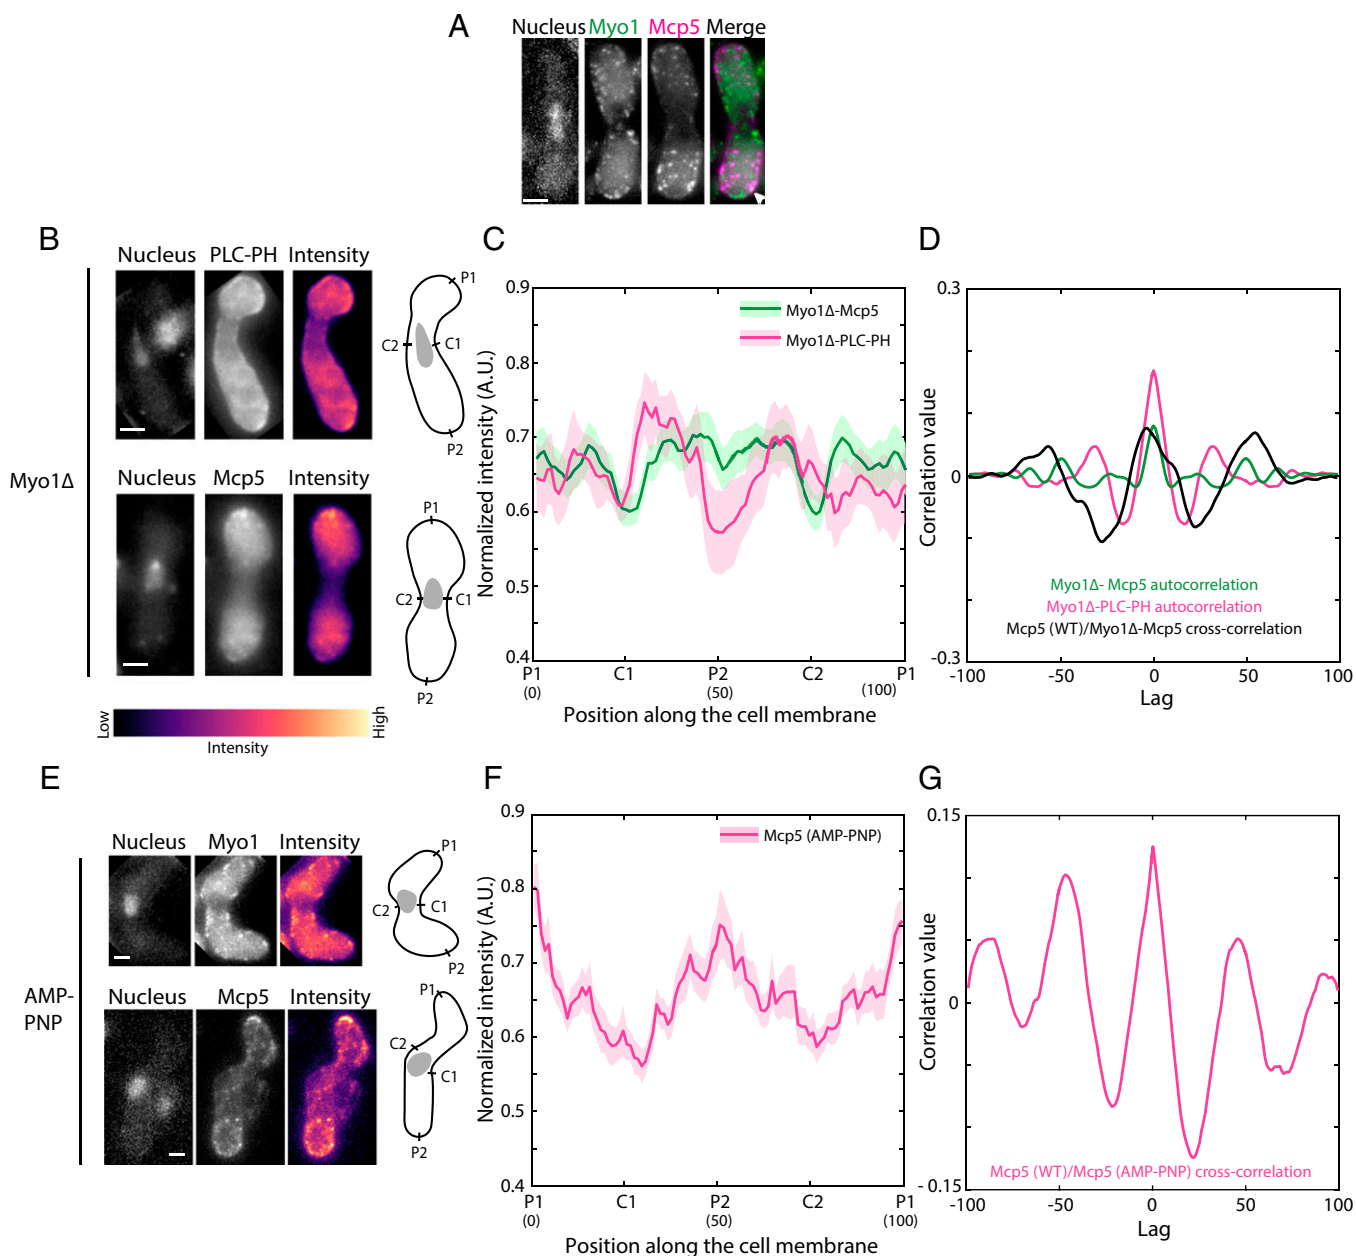 A
Nucleus Myo1 Mcp5 Merge
B
Nucleus PLC-PH Intensity
P1
C2 C1
P2
Myo1Δ
Nucleus Mcp5 Intensity
P1
C2 C1
P2
Low High
Intensity
C
0.9
0.8
0.7
0.6
0.5
0.4
Normalized intensity (A.U.)
Myo1Δ-Mcp5
Myo1Δ-PLC-PH
P1 C1 P2 C2 P1
(0) (50) (100)
Position along the cell membrane
D
0.3
0
-0.3
Correlation value
Myo1Δ- Mcp5 autocorrelation
Myo1Δ-PLC-PH autocorrelation
Mcp5 (WT)/Myo1Δ-Mcp5 cross-correlation
-100 -50 0 50 100
Lag
E
Nucleus Myo1 Intensity
P1
C2 C1
P2
AMP-
PNP
Nucleus Mcp5 Intensity
P1
C2
C1
P2
F
0.9
0.8
0.7
0.6
0.5
0.4
Normalized intensity (A.U.)
Mcp5 (AMP-PNP)
P1 C1 P2 C2 P1
(0) (50) (100)
Position along the cell membrane
G
0.15
0
-0.15
Correlation value
Mcp5 (WT)/Mcp5 (AMP-PNP) cross-correlation
-100 -50 0 50 100
Lag